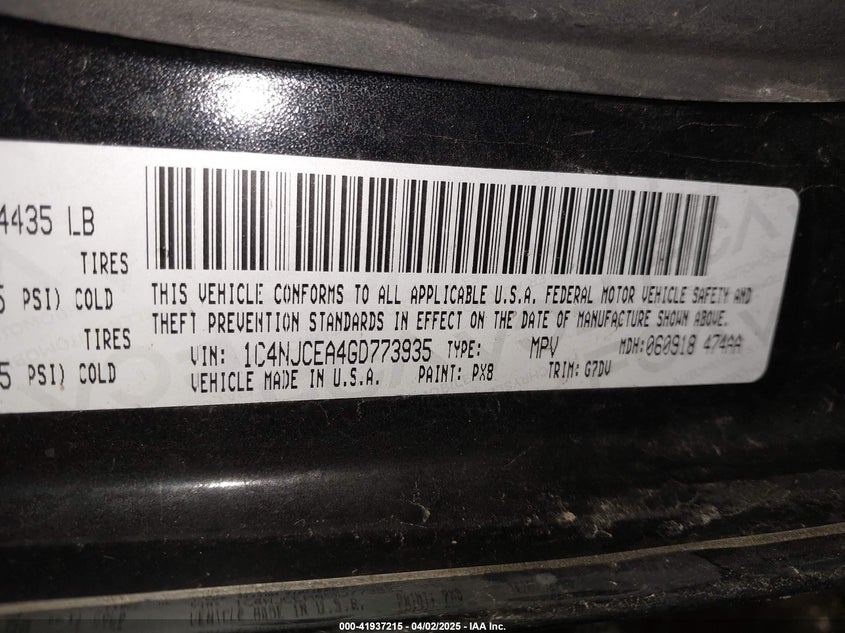 4435 LB
TIRES
5 PSI) COLD
TIRES
5 PSI) COLD
THIS VEHICLE CONFORMS TO ALL APPLICABLE U.S.A. FEDERAL MOTOR VEHICLE SAFETY AND
THEFT PREVENTION STANDARDS IN EFFECT ON THE DATE OF MANUFACTURE SHOWN ABOVE.
VIN: 1C4NJCEA4GD773935 TYPE: MPV MDH:060918 474AA
VEHICLE MADE IN U.S.A. PAINT: PX8 TRIM: G7DV
000-41937215 - 04/02/2025 - IAA Inc.